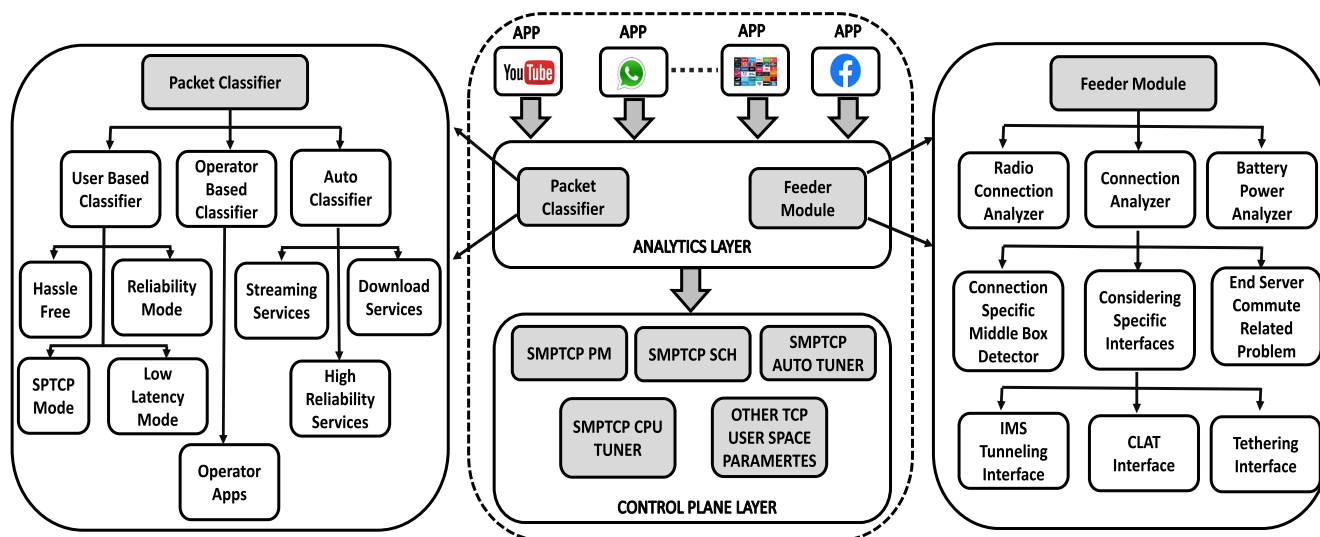 Packet Classifier
User Based
Classifier
Operator
Based
Classifier
Auto
Classifier
Hassle
Free
Reliability
Mode
Streaming
Services
Download
Services
SPTCP
Mode
Low
Latency
Mode
High
Reliability
Services
Operator
Apps
APP
APP
APP
APP
YouTube
Packet
Classifier
Feeder
Module
ANALYTICS LAYER
SMPTCP PM
SMPTCP SCH
SMPTCP
AUTO TUNER
SMPTCP CPU
TUNER
OTHER TCP
USER SPACE
PARAMERTES
CONTROL PLANE LAYER
Feeder Module
Radio
Connection
Analyzer
Connection
Analyzer
Battery
Power
Analyzer
Connection
Specific
Middle Box
Detector
Considering
Specific
Interfaces
End Server
Commute
Related
Problem
IMS
Tunneling
Interface
CLAT
Interface
Tethering
Interface